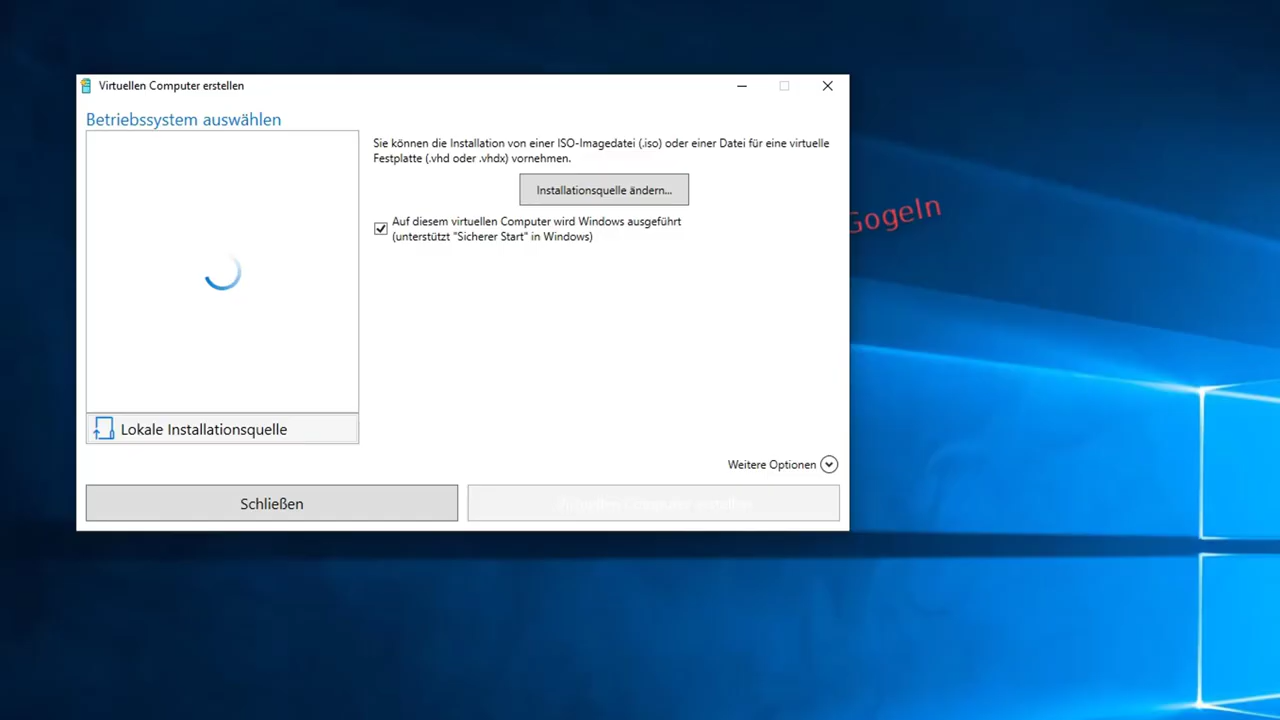 Virtuellen Computer erstellen
Betriebssystem auswählen
Sie können die Installation von einer ISO-Imagedatei (.iso) oder einer Datei für eine virtuelle
Festplatte (.vhd oder .vhdx) vornehmen.
Installationsquelle ändern...
Auf diesem virtuellen Computer wird Windows ausgeführt
(unterstützt "Sicherer Start" in Windows)
Gogeln
Lokale Installationsquelle
Weitere Optionen
Schließen
Virtuellen Computer erstellen